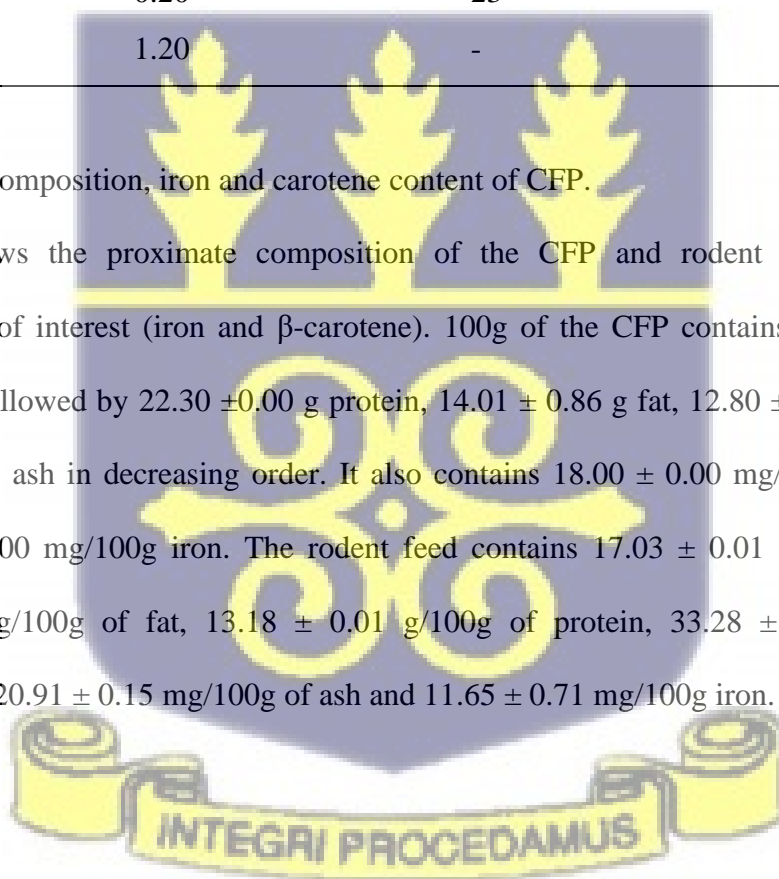 1.20 -
omposition, iron and carotene content of CFP.
ws the proximate composition of the CFP and rodent
of interest (iron and β-carotene). 100g of the CFP contains
llowed by 22.30 ±0.00 g protein, 14.01 ± 0.86 g fat, 12.80 ±
ash in decreasing order. It also contains 18.00 ± 0.00 mg/
00 mg/100g iron. The rodent feed contains 17.03 ± 0.01
g/100g of fat, 13.18 ± 0.01 g/100g of protein, 33.28 ±
20.91 ± 0.15 mg/100g of ash and 11.65 ± 0.71 mg/100g iron.
INTEGRI PROCEDAMUS